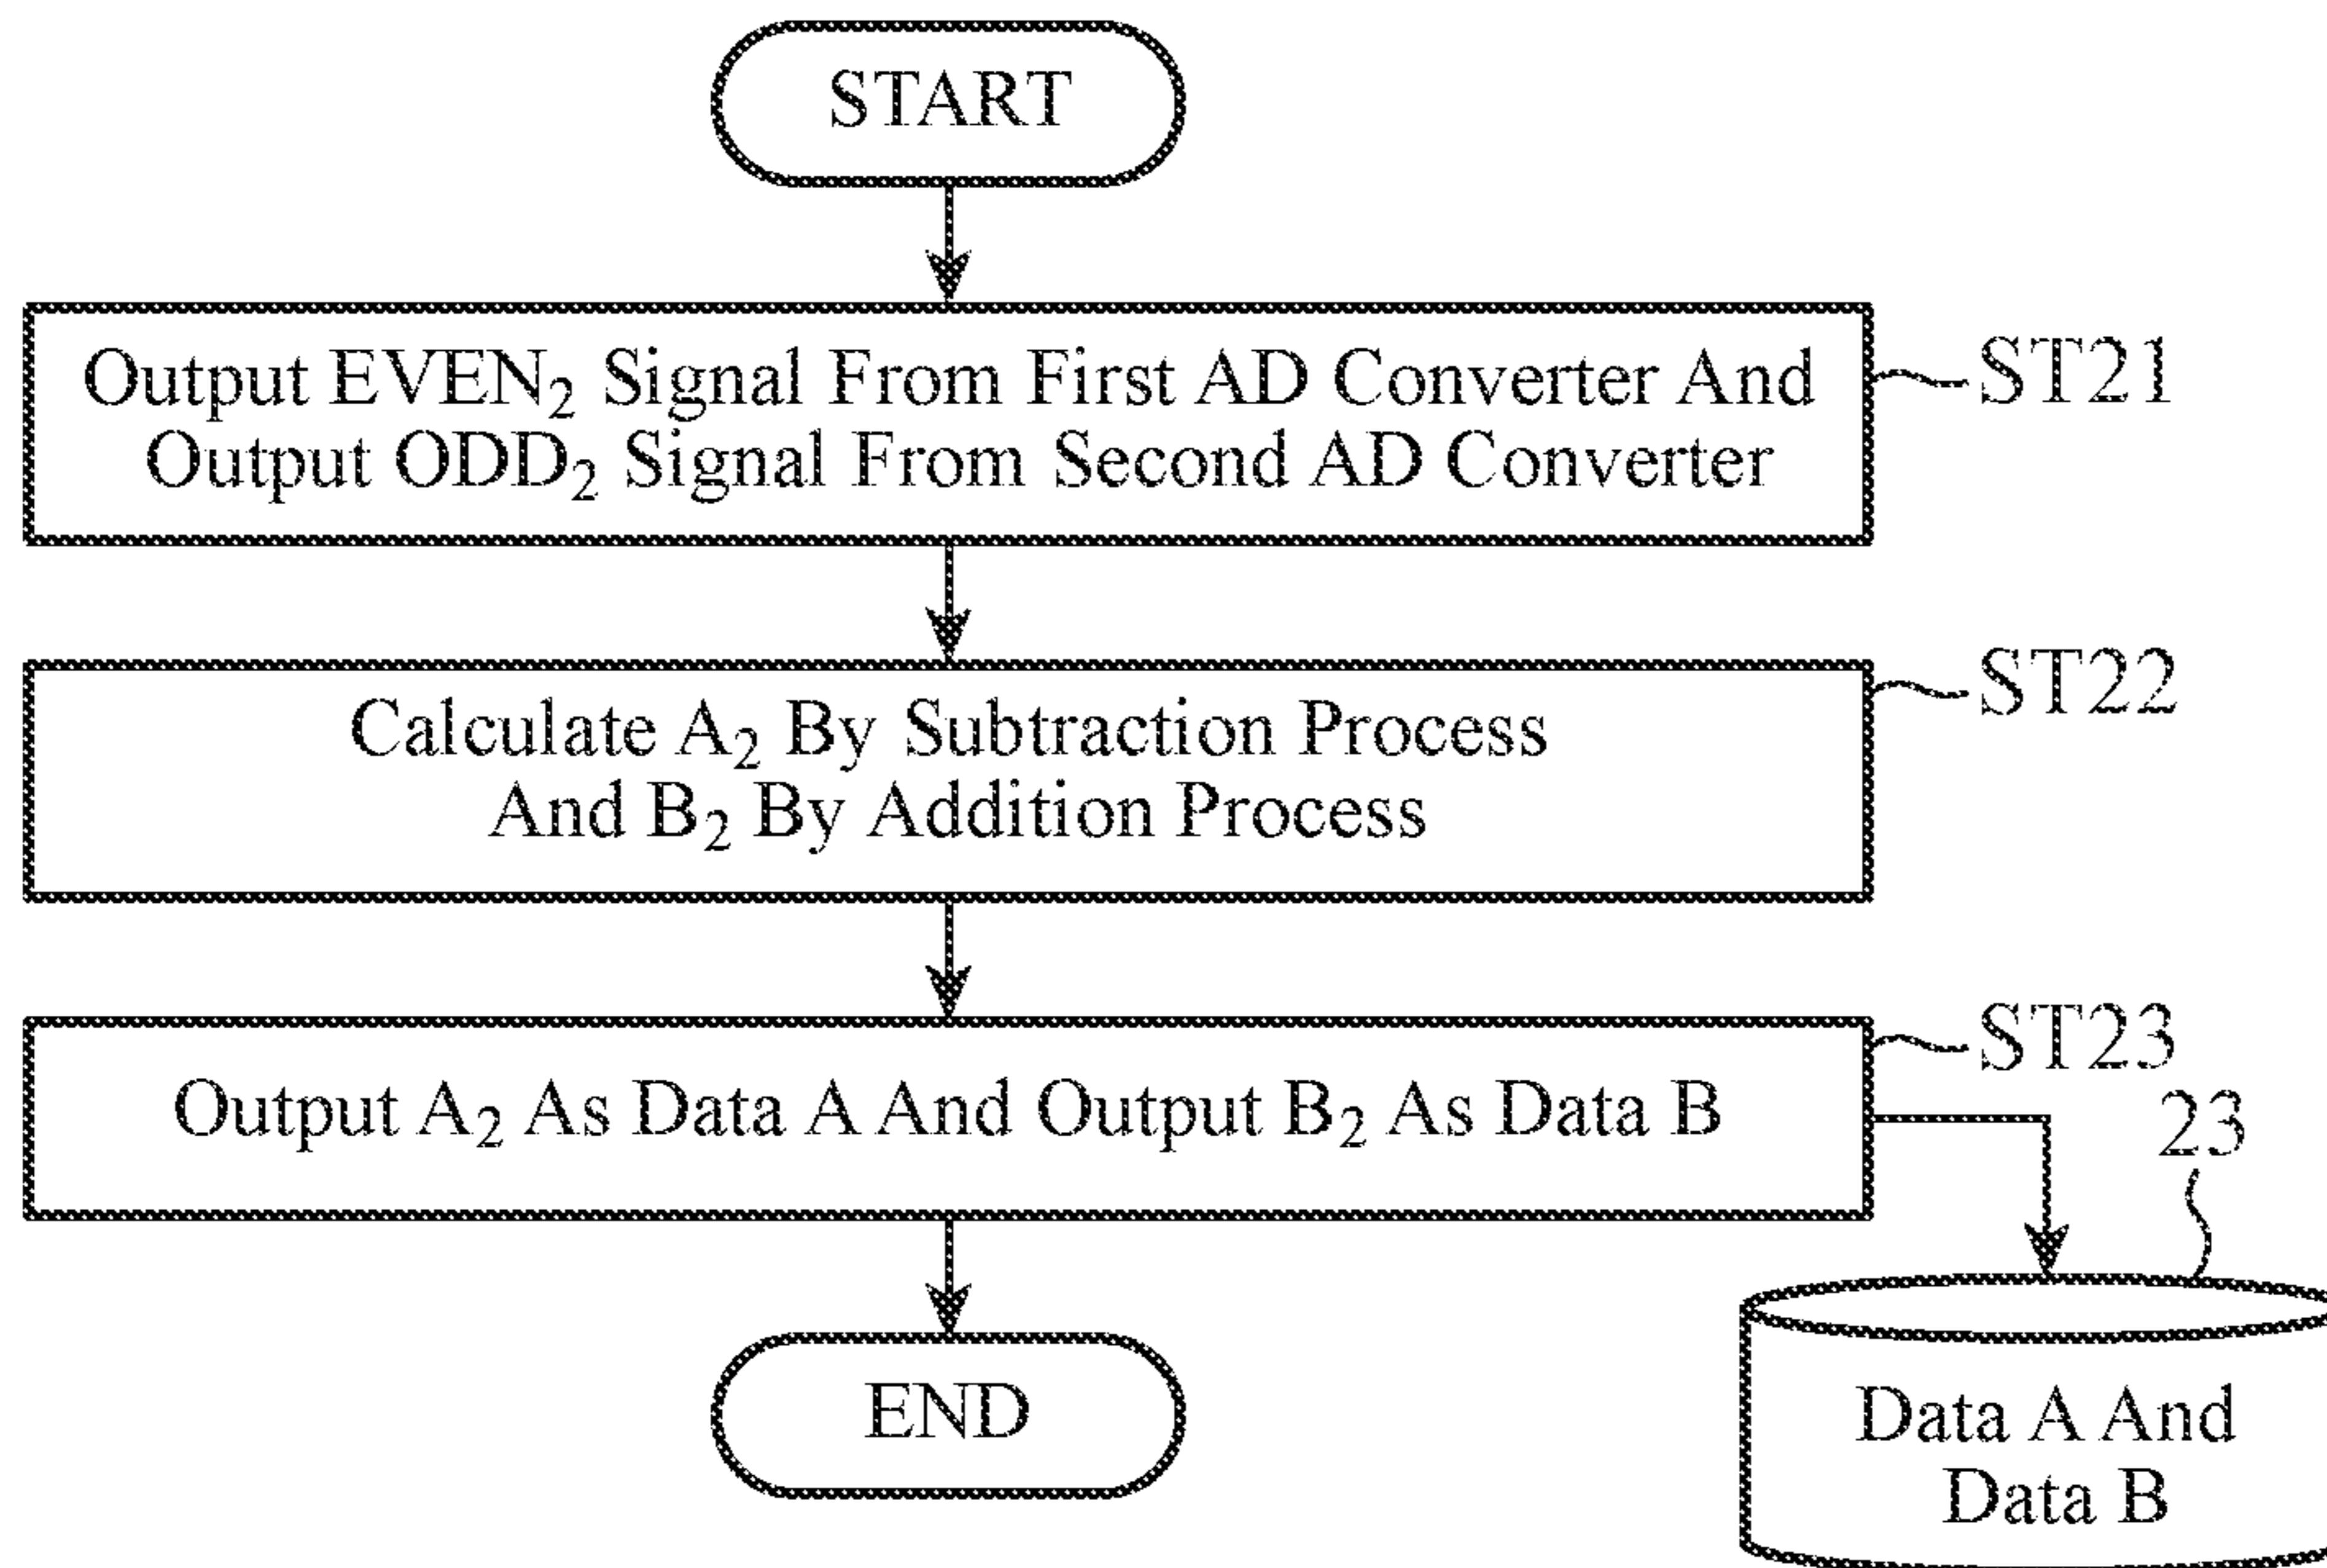 START
Output EVEN₂ Signal From First AD Converter And
Output ODD₂ Signal From Second AD Converter
ST21
Calculate A₂ By Subtraction Process
And B₂ By Addition Process
ST22
Output A₂ As Data A And Output B₂ As Data B
ST23
23
END
Data A And
Data B